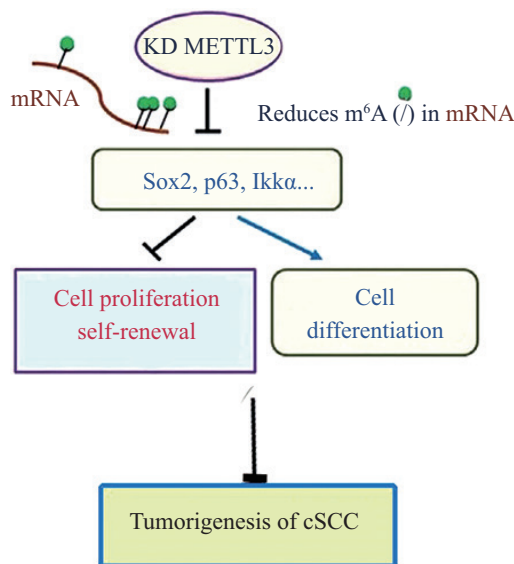 KD METTL3
mRNA
Reduces m⁶A (/) in mRNA
Sox2, p63, Ikkα...
Cell proliferation
self-renewal
Cell
differentiation
Tumorigenesis of cSCC